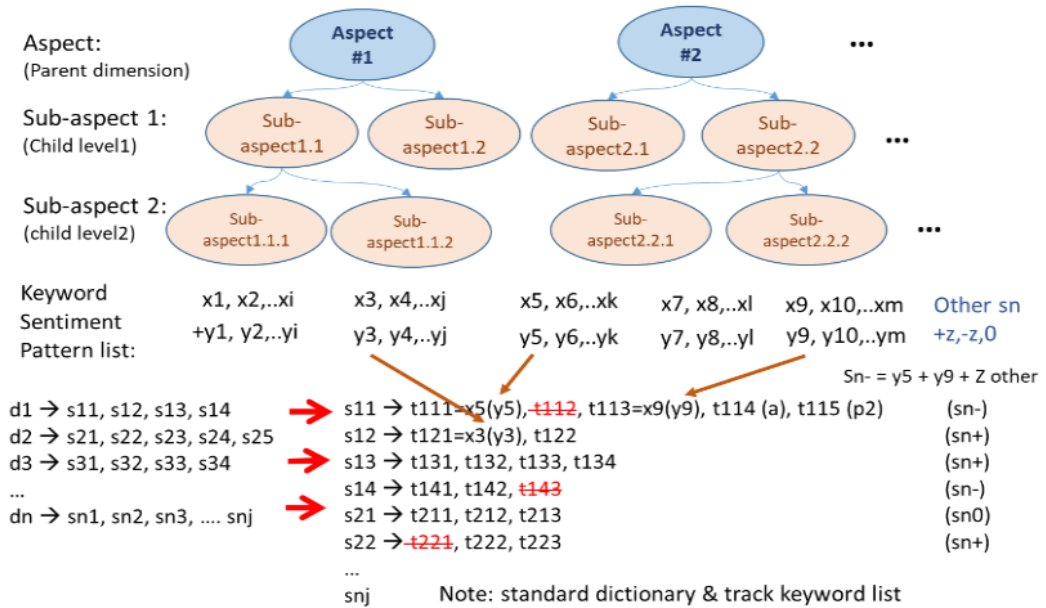 Aspect:
(Parent dimension)
Aspect
#1
Aspect
#2
...
Sub-aspect 1:
(Child level1)
Sub-
aspect1.1
Sub-
aspect1.2
Sub-
aspect2.1
Sub-
aspect2.2
...
Sub-aspect 2:
(child level2)
Sub-
aspect1.1.1
Sub-
aspect1.1.2
Sub-
aspect2.2.1
Sub-
aspect2.2.2
...
Keyword
Sentiment
Pattern list:
x1, x2,..xi
+y1, y2,..yi
x3, x4,..xj
y3, y4,..yj
x5, x6,..xk
y5, y6,..yk
x7, x8,..xl
y7, y8,..yl
x9, x10,..xm
y9, y10,..ym
Other sn
+z,-z,0
Sn- = y5 + y9 + Z other
d1 → s11, s12, s13, s14
d2 → s21, s22, s23, s24, s25
d3 → s31, s32, s33, s34
...
dn → sn1, sn2, sn3, .... snj
s11 → t111=x5(y5), t112, t113=x9(y9), t114 (a), t115 (p2) (sn-)
s12 → t121=x3(y3), t122 (sn+)
s13 → t131, t132, t133, t134 (sn+)
s14 → t141, t142, t143 (sn-)
s21 → t211, t212, t213 (sn0)
s22 → t221, t222, t223 (sn+)
...
snj
Note: standard dictionary & track keyword list